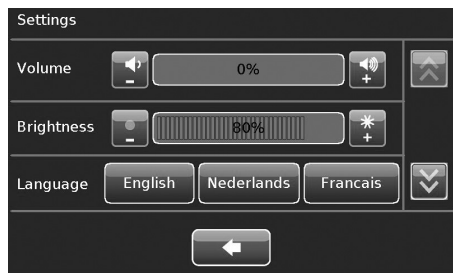 Settings
Volume - 0% +
Brightness - 80% +
Language English Nederlands Francais